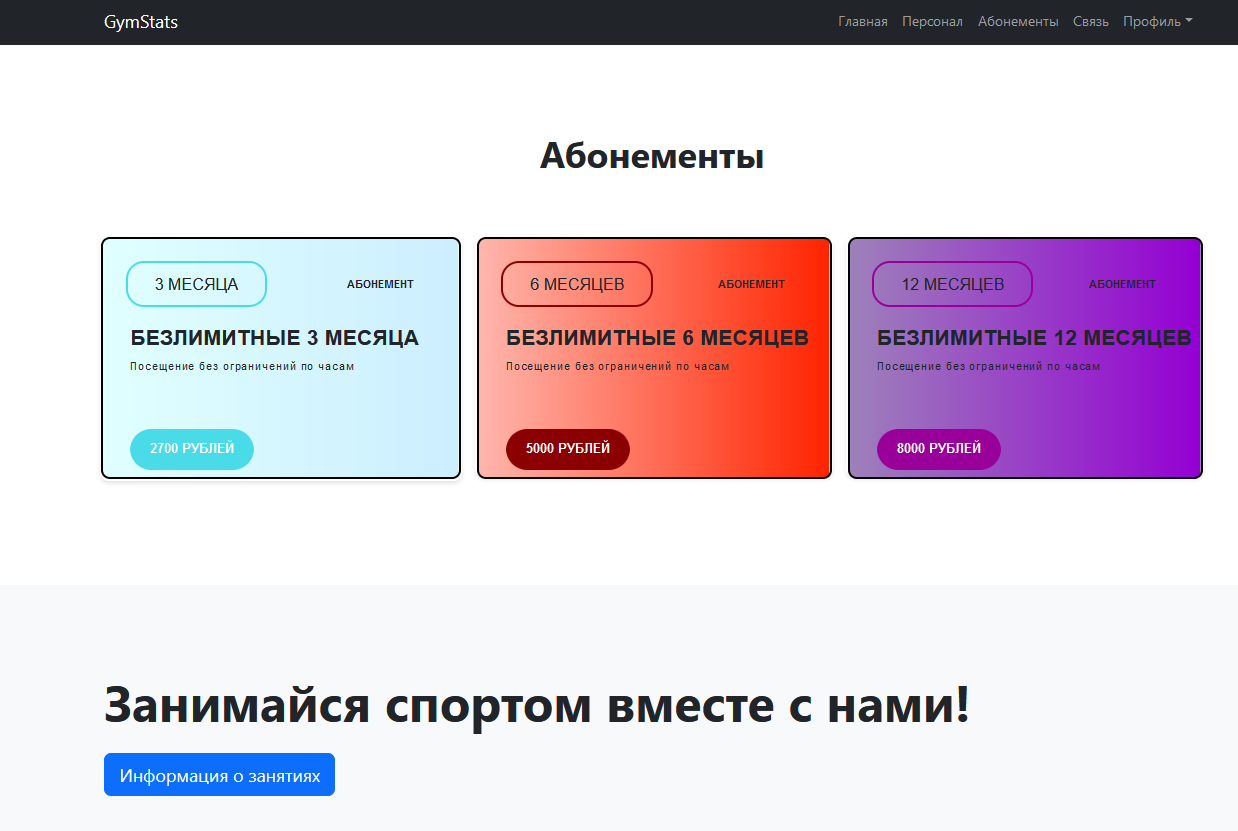 GymStats
Главная Персонал Абонементы Связь Профиль
Абонементы
3 МЕСЯЦА АБОНЕМЕНТ
БЕЗЛИМИТНЫЕ 3 МЕСЯЦА
Посещение без ограничений по часам
2700 РУБЛЕЙ
6 МЕСЯЦЕВ АБОНЕМЕНТ
БЕЗЛИМИТНЫЕ 6 МЕСЯЦЕВ
Посещение без ограничений по часам
5000 РУБЛЕЙ
12 МЕСЯЦЕВ АБОНЕМЕНТ
БЕЗЛИМИТНЫЕ 12 МЕСЯЦЕВ
Посещение без ограничений по часам
8000 РУБЛЕЙ
Занимайся спортом вместе с нами!
Информация о занятиях